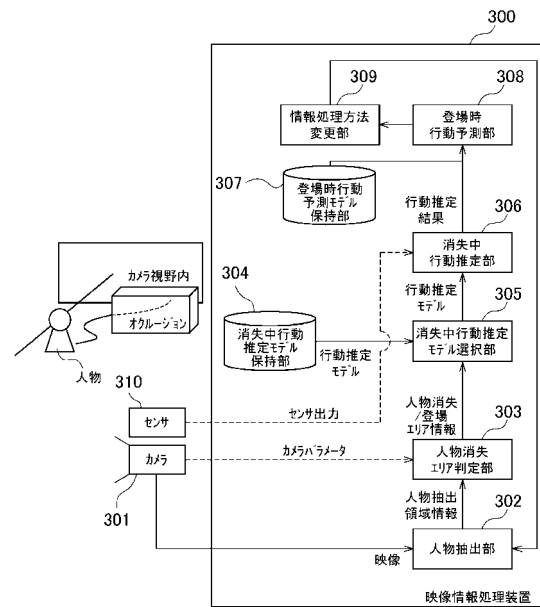 300
309
308
情報処理方法
変更部
登場時
行動予測部
307
登場時行動
予測モデル
保持部
行動推定
結果
306
消失中
行動推定部
カメラ視野内
オクルージョン
人物
304
消失中行動
推定モデル
保持部
行動推定
モデル
行動推定
モデル
305
消失中行動推定
モデル選択部
310
センサ
センサ出力
人物消失
/登場
エリア情報
303
カメラ
カメラパラメータ
人物消失
エリア判定部
301
人物抽出
領域情報
302
映像
人物抽出部
映像情報処理装置